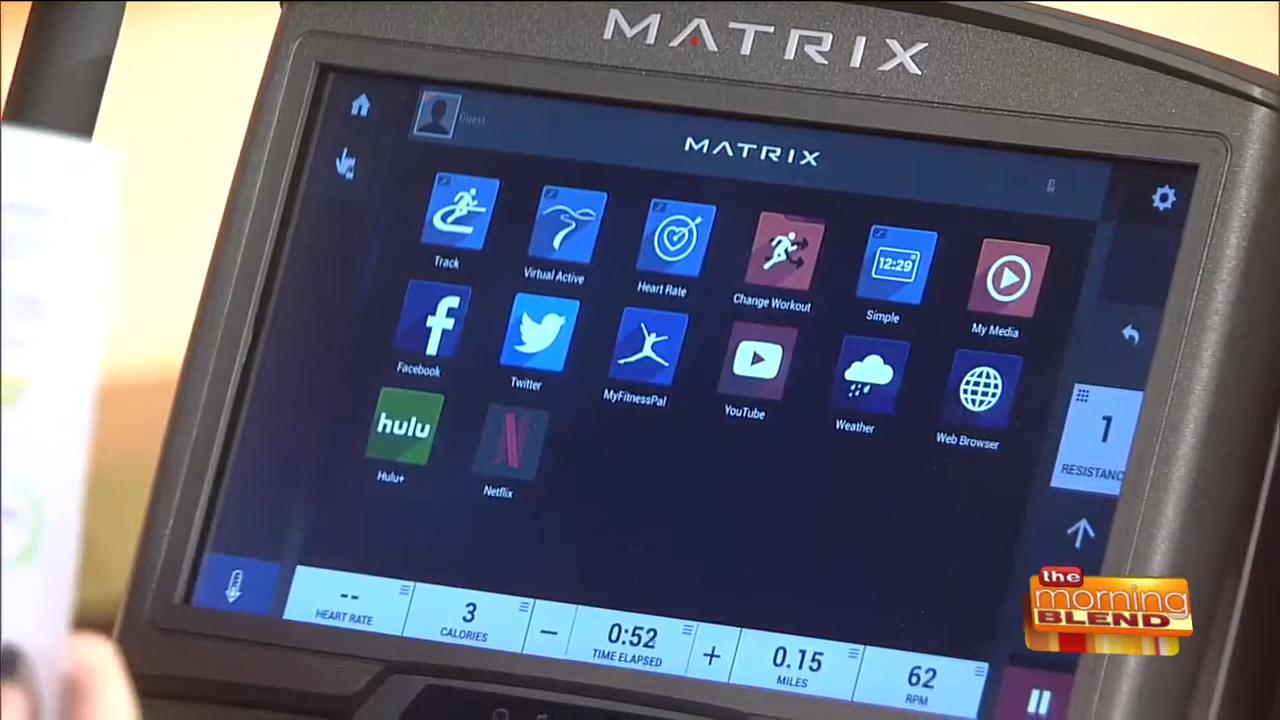 MATRIX
Guest
MATRIX
Track
Virtual Active
Heart Rate
Change Workout
12:29
Simple
My Media
Facebook
Twitter
MyFitnessPal
YouTube
Weather
Web Browser
hulu
Hulu+
N
Netflix
1
RESISTANC
--
HEART RATE
3
CALORIES
0:52
TIME ELAPSED
0.15
MILES
62
RPM
the
morning
BLEND